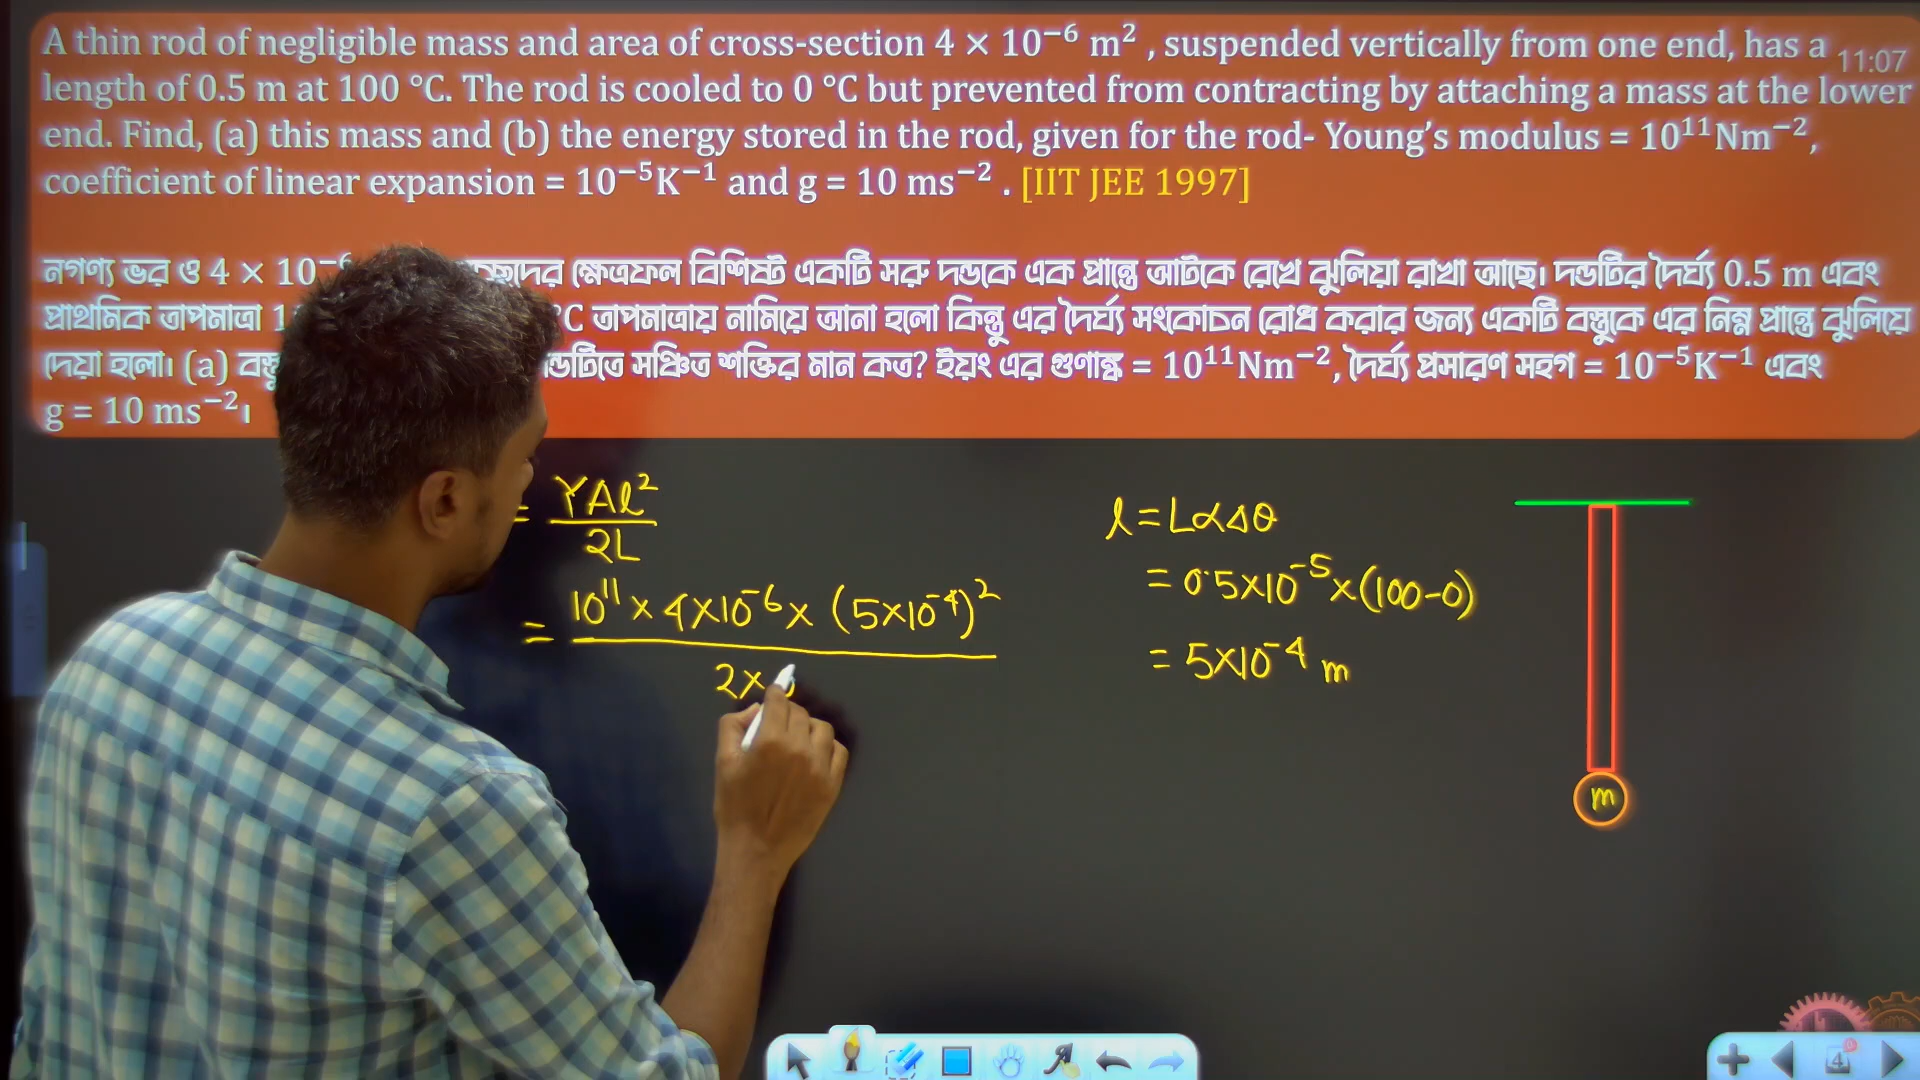 A thin rod of negligible mass and area of cross-section 4 × 10⁻⁶ m² , suspended vertically from one end, has a
11:07
length of 0.5 m at 100 °C. The rod is cooled to 0 °C but prevented from contracting by attaching a mass at the lower
end. Find, (a) this mass and (b) the energy stored in the rod, given for the rod- Young's modulus = 10¹¹Nm⁻²,
coefficient of linear expansion = 10⁻⁵K⁻¹ and g = 10 ms⁻² . [IIT JEE 1997]
নগণ্য ভর ও 4 × 10⁻⁶ ক্ষেত্রফল বিশিষ্ট একটি সরু দন্ডকে এক প্রান্তে আটকে রেখে ঝুলিয়া রাখা আছে। দন্ডটির দৈর্ঘ্য 0.5 m এবং
প্রাথমিক তাপমাত্রা °C তাপমাত্রায় নামিয়ে আনা হলো কিন্তু এর দৈর্ঘ্য সংকোচন রোধ করার জন্য একটি বস্তুকে এর নিম্ন প্রান্তে ঝুলিয়ে
দেয়া হলো। (a) সঞ্চিত শক্তির মান কত? ইয়ং এর গুণাঙ্ক = 10¹¹Nm⁻², দৈর্ঘ্য প্রসারণ সহগ = 10⁻⁵K⁻¹ এবং
g = 10 ms⁻²।
= YAl²/2L
= 10¹¹ × 4×10⁻⁶ × (5×10⁻⁴)² / 2×
l = LαΔθ
= 0.5×10⁻⁵×(100-0)
= 5×10⁻⁴ m
m
4